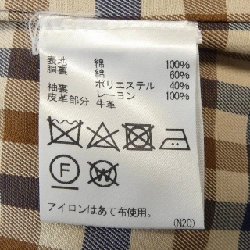 表地 綿 100%
胴裏 綿 60%
ポリエステル 40%
袖裏 レーヨン 100%
皮革部分 牛革
F
W
アイロンはあて布使用。
(N20)